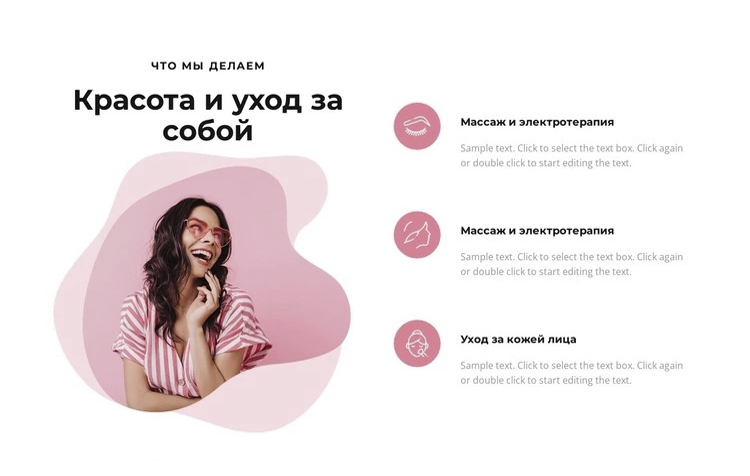 ЧТО МЫ ДЕЛАЕМ
Красота и уход за
собой
Массаж и электротерапия
Sample text. Click to select the text box. Click again
or double click to start editing the text.
Массаж и электротерапия
Sample text. Click to select the text box. Click again
or double click to start editing the text.
Уход за кожей лица
Sample text. Click to select the text box. Click again
or double click to start editing the text.